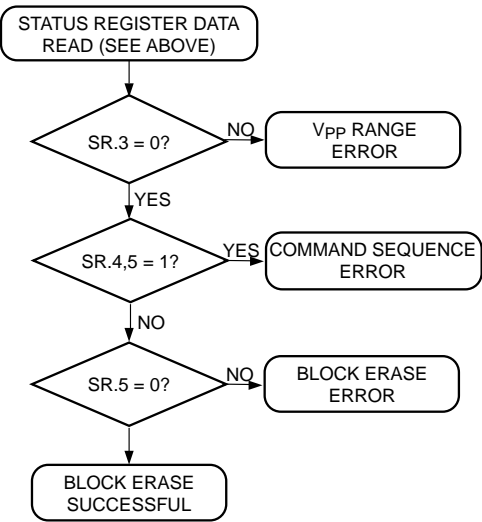 STATUS REGISTER DATA
READ (SEE ABOVE)
SR.3 = 0?
NO
VPP RANGE
ERROR
YES
SR.4,5 = 1?
YES
COMMAND SEQUENCE
ERROR
NO
SR.5 = 0?
NO
BLOCK ERASE
ERROR
BLOCK ERASE
SUCCESSFUL